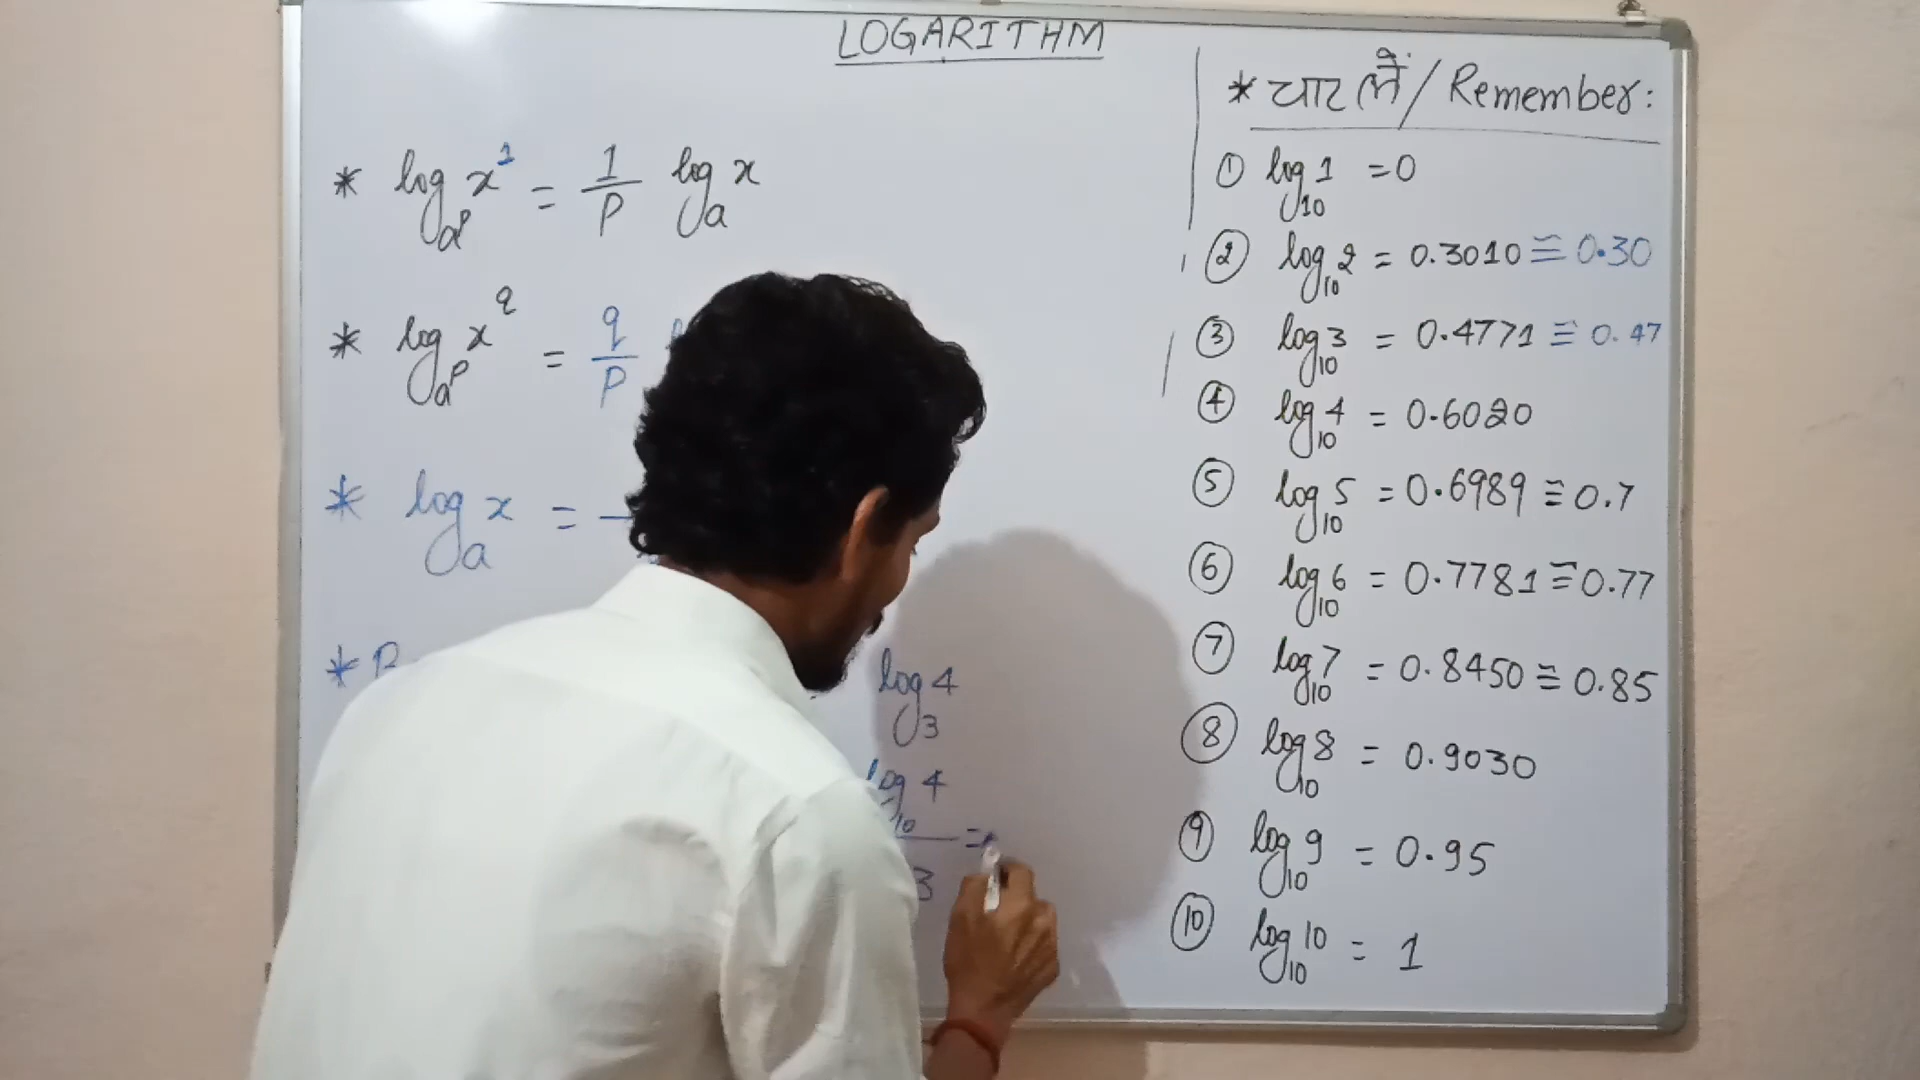 LOGARITHM
* log_{a^p} x^1 = 1/p log_a x
* log_{a^p} x^q = q/p
* log_a x =
*
log_3 4
log_10 4
=
3
* याद लें / Remember:
① log_10 1 = 0
② log_10 2 = 0.3010 ≅ 0.30
③ log_10 3 = 0.4771 ≅ 0.47
④ log_10 4 = 0.6020
⑤ log_10 5 = 0.6989 ≅ 0.7
⑥ log_10 6 = 0.7781 ≅ 0.77
⑦ log_10 7 = 0.8450 ≅ 0.85
⑧ log_10 8 = 0.9030
⑨ log_10 9 = 0.95
⑩ log_10 10 = 1